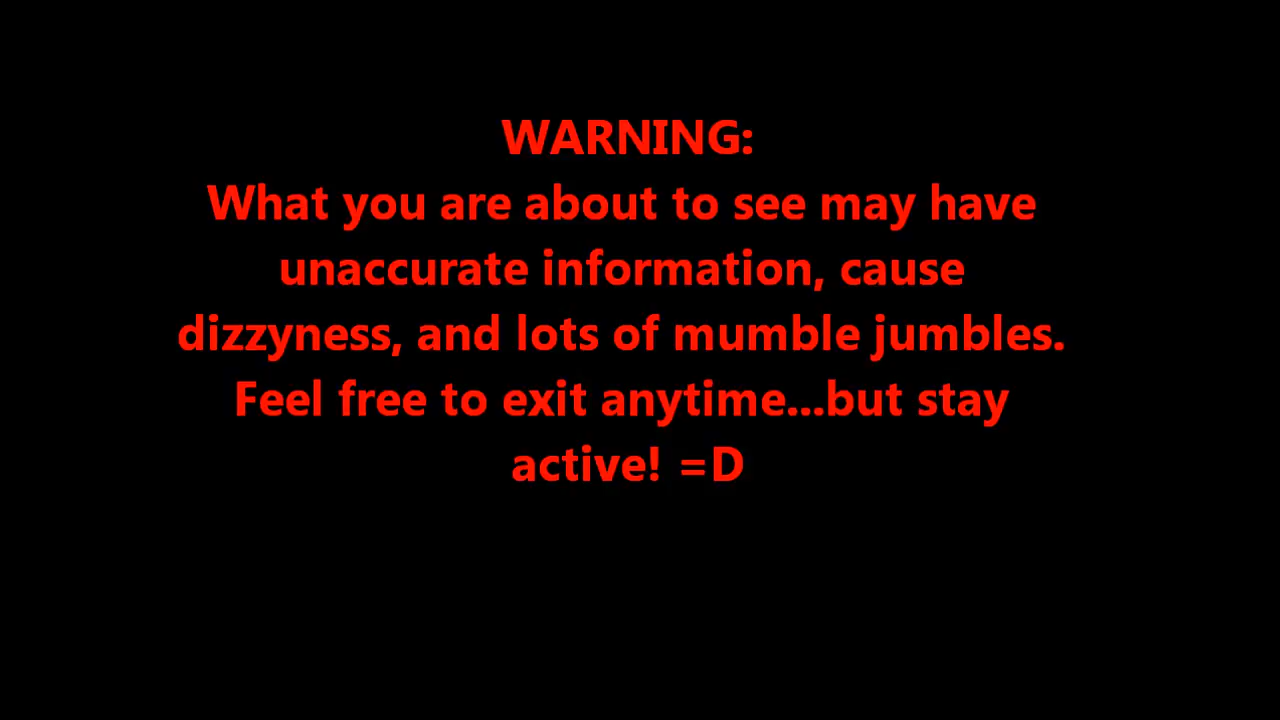 WARNING:
What you are about to see may have
unaccurate information, cause
dizzyness, and lots of mumble jumbles.
Feel free to exit anytime...but stay
active! =D